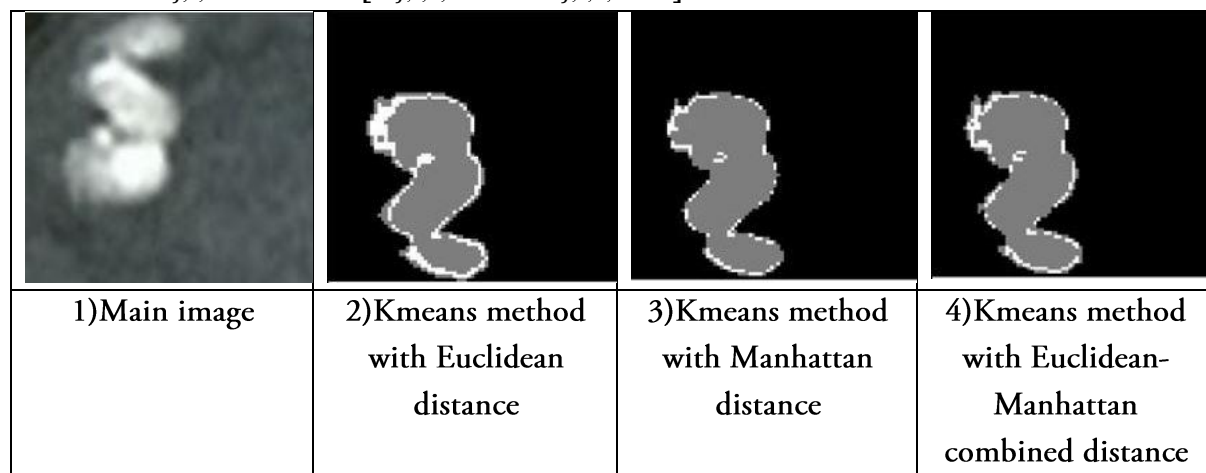 1)Main image
2)Kmeans method
with Euclidean
distance
3)Kmeans method
with Manhattan
distance
4)Kmeans method
with Euclidean-
Manhattan
combined distance